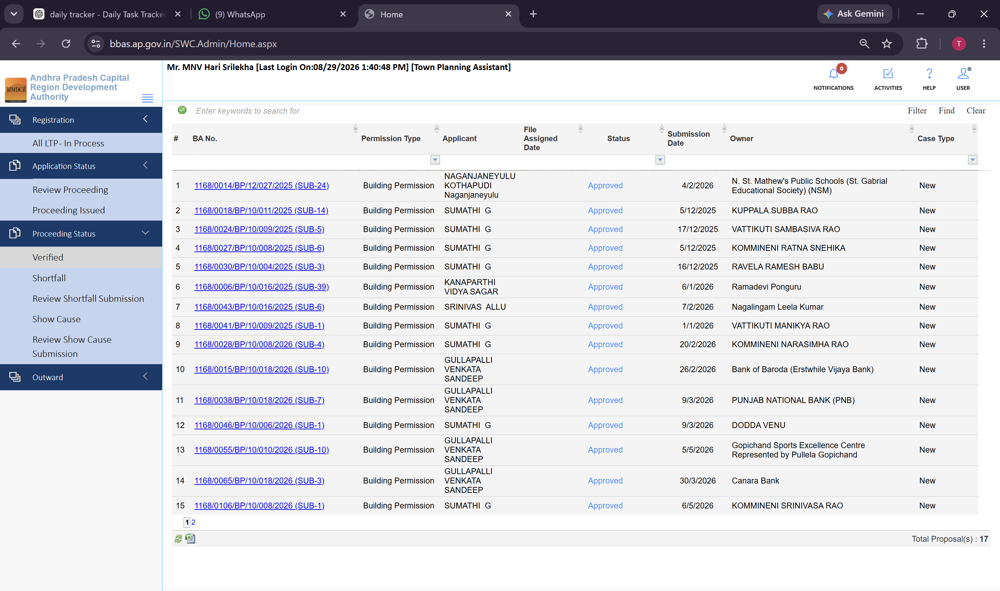 daily tracker - Daily Task Tracker
(9) WhatsApp
Home
Ask Gemini
bbas.ap.gov.in/SWC.Admin/Home.aspx
T
BIMDCR
Andhra Pradesh Capital
Region Development
Authority
Mr. MNV Hari Srilekha [Last Login On:08/29/2026 1:40:48 PM] [Town Planning Assistant]
0
NOTIFICATIONS
ACTIVITIES
HELP
USER
Registration
All LTP- In Process
Application Status
Review Proceeding
Proceeding Issued
Proceeding Status
Verified
Shortfall
Review Shortfall Submission
Show Cause
Review Show Cause
Submission
Outward
Enter keywords to search for
Filter Find Clear
# BA No. Permission Type Applicant File Assigned Date Status Submission Date Owner Case Type
1 1168/0014/BP/12/027/2025 (SUB-24) Building Permission NAGANJANEYULU KOTHAPUDI Naganjaneyulu Approved 4/2/2026 N. St. Mathew's Public Schools (St. Gabrial Educational Society) (NSM) New
2 1168/0018/BP/10/011/2025 (SUB-14) Building Permission SUMATHI G Approved 5/12/2025 KUPPALA.SUBBA RAO New
3 1168/0024/BP/10/009/2025 (SUB-5) Building Permission SUMATHI G Approved 17/12/2025 VATTIKUTI SAMBASIVA RAO New
4 1168/0027/BP/10/008/2025 (SUB-6) Building Permission SUMATHI G Approved 5/12/2025 KOMMINENI RATNA SNEHIKA New
5 1168/0030/BP/10/004/2025 (SUB-3) Building Permission SUMATHI G Approved 16/12/2025 RAVELA RAMESH BABU New
6 1168/0006/BP/10/016/2025 (SUB-39) Building Permission KANAPARTHI VIDYA SAGAR Approved 6/1/2026 Ramadevi Ponguru New
7 1168/0043/BP/10/016/2025 (SUB-6) Building Permission SRINIVAS ALLU Approved 7/2/2026 Nagalingam Leela Kumar New
8 1168/0041/BP/10/009/2025 (SUB-1) Building Permission SUMATHI G Approved 1/1/2026 VATTIKUTI MANIKYA RAO New
9 1168/0028/BP/10/008/2026 (SUB-4) Building Permission SUMATHI G Approved 20/2/2026 KOMMINENI NARASIMHA RAO New
10 1168/0015/BP/10/018/2026 (SUB-10) Building Permission GULLAPALLI VENKATA SANDEEP Approved 26/2/2026 Bank of Baroda (Erstwhile Vijaya Bank) New
11 1168/0038/BP/10/018/2026 (SUB-7) Building Permission GULLAPALLI VENKATA SANDEEP Approved 9/3/2026 PUNJAB NATIONAL BANK (PNB) New
12 1168/0046/BP/10/006/2026 (SUB-1) Building Permission SUMATHI G Approved 9/3/2026 DODDA VENU New
13 1168/0055/BP/10/010/2026 (SUB-10) Building Permission GULLAPALLI VENKATA SANDEEP Approved 5/5/2026 Gopichand Sports Excellence Centre Represented by Pullela Gopichand New
14 1168/0065/BP/10/018/2026 (SUB-3) Building Permission GULLAPALLI VENKATA SANDEEP Approved 30/3/2026 Canara Bank New
15 1168/0106/BP/10/008/2026 (SUB-1) Building Permission SUMATHI G Approved 6/5/2026 KOMMINENI SRINIVASA RAO New
1 2
Total Proposal(s) : 17